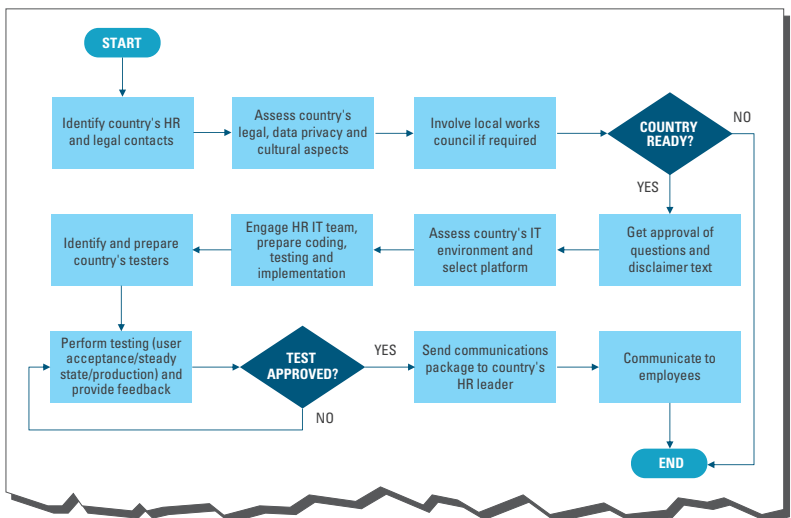 START
Identify country's HR
and legal contacts
Assess country's
legal, data privacy and
cultural aspects
Involve local works
council if required
COUNTRY
READY?
NO
YES
Get approval of
questions and
disclaimer text
Assess country's IT
environment and
select platform
Engage HR IT team,
prepare coding,
testing and
implementation
Identify and prepare
country's testers
Perform testing (user
acceptance/steady
state/production) and
provide feedback
TEST
APPROVED?
YES
NO
Send communications
package to country's
HR leader
Communicate to
employees
END